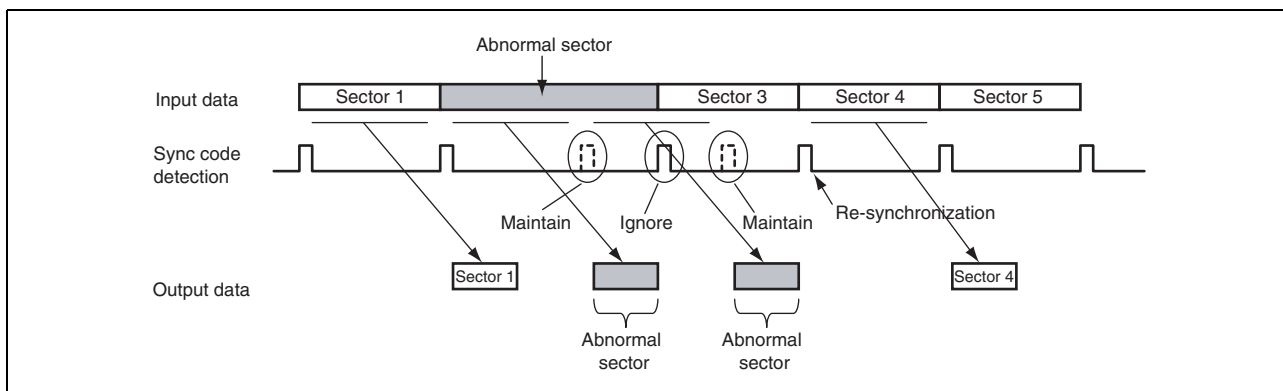 Abnormal sector
Input data
Sector 1
Sector 3
Sector 4
Sector 5
Sync code
detection
Maintain
Ignore
Maintain
Re-synchronization
Output data
Sector 1
Sector 4
Abnormal
sector
Abnormal
sector